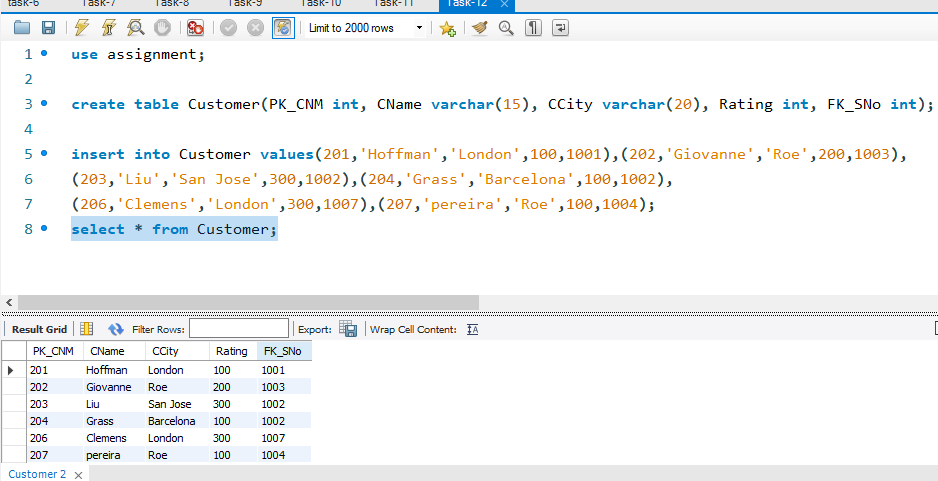 task-6 Task-7 Task-8 Task-9 Task-10 Task-11 Task-12
Limit to 2000 rows
1 use assignment;
2
3 create table Customer(PK_CNM int, CName varchar(15), CCity varchar(20), Rating int, FK_SNo int);
4
5 insert into Customer values(201,'Hoffman','London',100,1001),(202,'Giovanne','Roe',200,1003),
6 (203,'Liu','San Jose',300,1002),(204,'Grass','Barcelona',100,1002),
7 (206,'Clemens','London',300,1007),(207,'pereira','Roe',100,1004);
8 select * from Customer;
Result Grid Filter Rows: Export: Wrap Cell Content: IA
PK_CNM CName CCity Rating FK_SNo
201 Hoffman London 100 1001
202 Giovanne Roe 200 1003
203 Liu San Jose 300 1002
204 Grass Barcelona 100 1002
206 Clemens London 300 1007
207 pereira Roe 100 1004
Customer 2